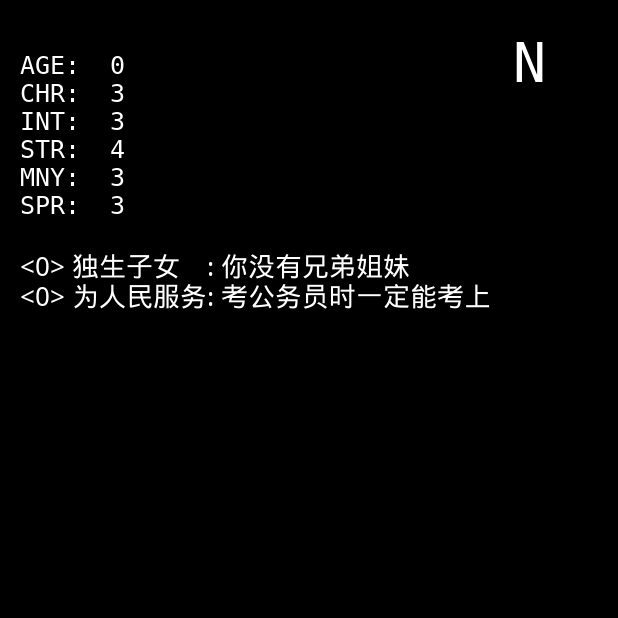 N
AGE: 0
CHR: 3
INT: 3
STR: 4
MNY: 3
SPR: 3
<O> 独生子女 : 你没有兄弟姐妹
<O> 为人民服务: 考公务员时一定能考上